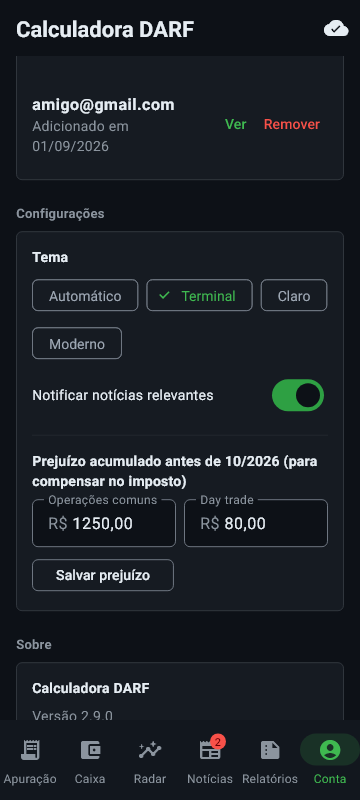 Calculadora DARF
amigo@gmail.com
Adicionado em
01/09/2026
Ver
Remover
Configurações
Tema
Automático
Terminal
Claro
Moderno
Notificar notícias relevantes
Prejuízo acumulado antes de 10/2026 (para
compensar no imposto)
Operações comuns
R$ 1250,00
Day trade
R$ 80,00
Salvar prejuízo
Sobre
Calculadora DARF
Versão 2.9.0
2
Apuração
Caixa
Radar
Notícias
Relatórios
Conta